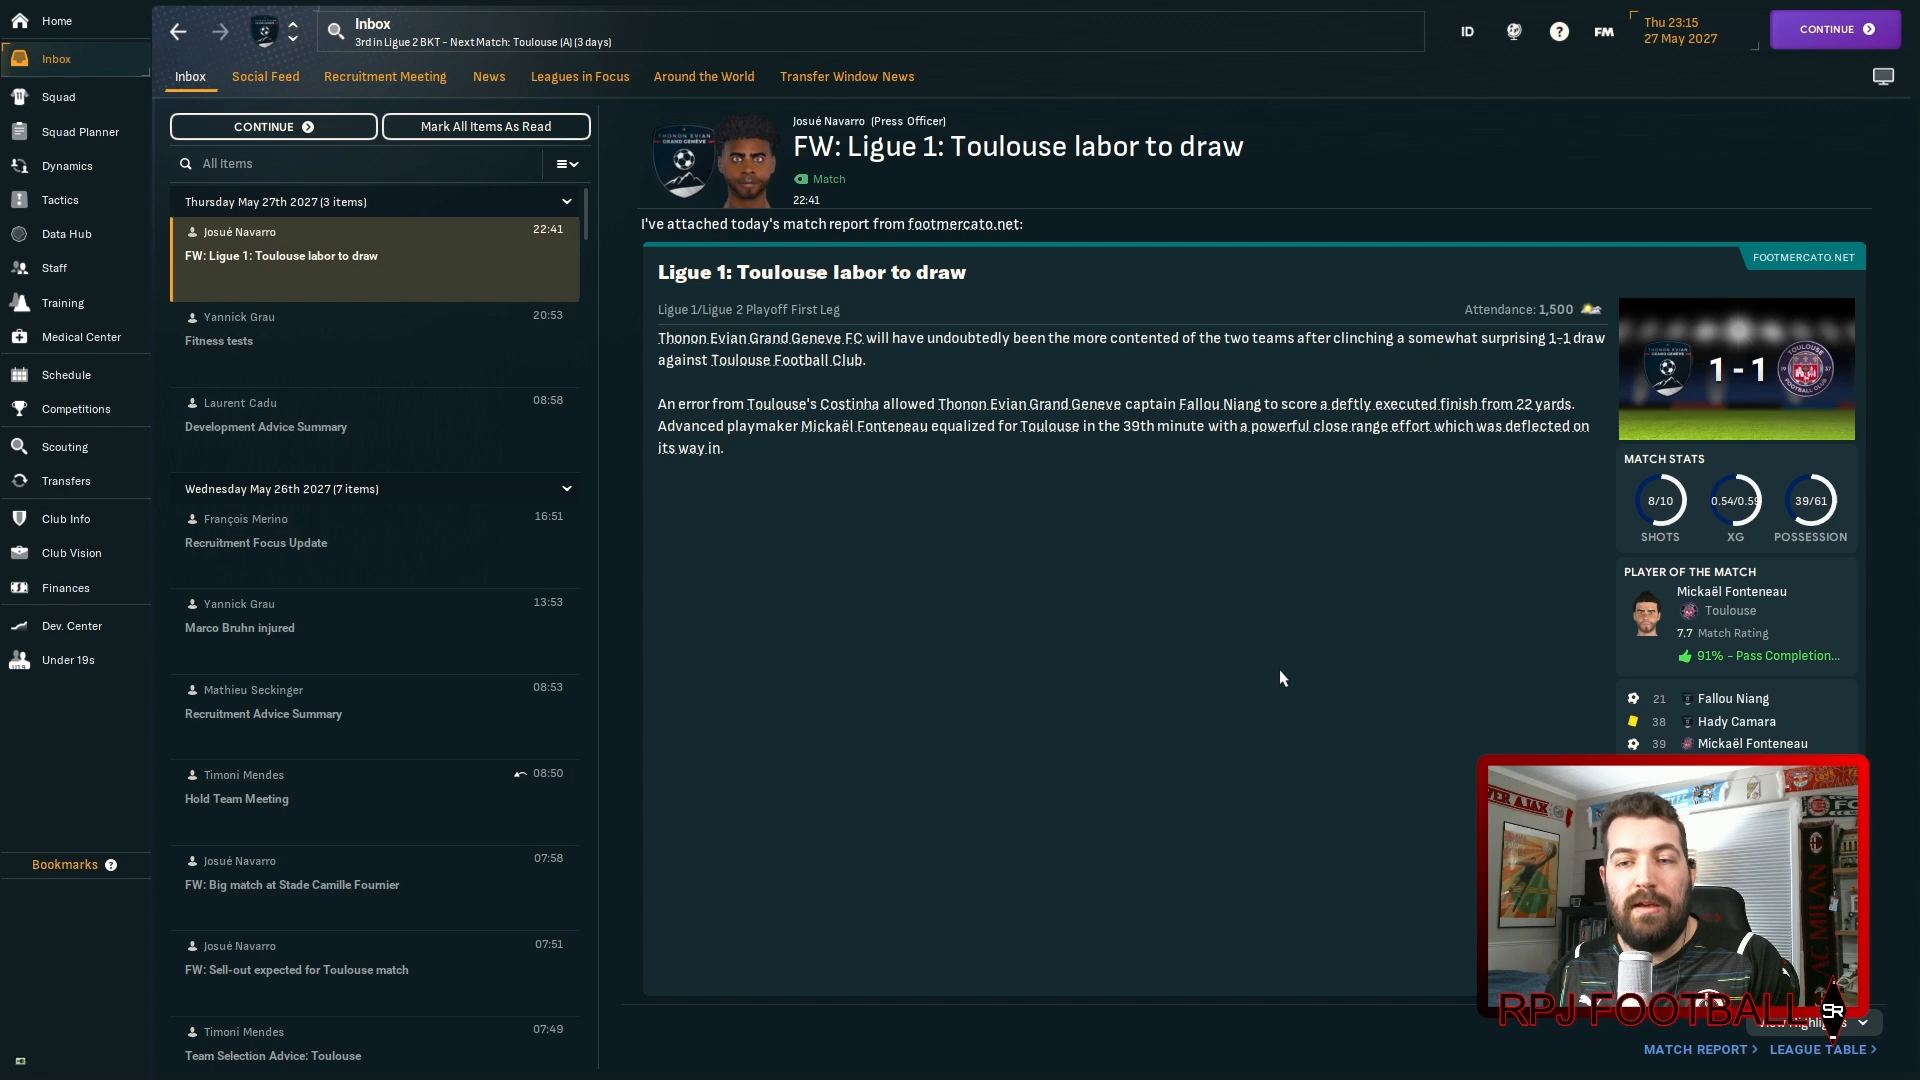 Home
Inbox
Squad
Squad Planner
Dynamics
Tactics
Data Hub
Staff
Training
Medical Center
Schedule
Competitions
Scouting
Transfers
Club Info
Club Vision
Finances
Dev. Center
Under 19s
Bookmarks ?
Inbox
3rd in Ligue 2 BKT - Next Match: Toulouse (A) (3 days)
ID
?
FM
Thu 23:15
27 May 2027
CONTINUE
Inbox Social Feed Recruitment Meeting News Leagues in Focus Around the World Transfer Window News
CONTINUE
Mark All Items As Read
All Items
Thursday May 27th 2027 (3 items)
Josué Navarro 22:41
FW: Ligue 1: Toulouse labor to draw
Yannick Grau 20:53
Fitness tests
Laurent Cadu 08:58
Development Advice Summary
Wednesday May 26th 2027 (7 items)
François Merino 16:51
Recruitment Focus Update
Yannick Grau 13:53
Marco Bruhn injured
Mathieu Seckinger 08:53
Recruitment Advice Summary
Timoni Mendes 08:50
Hold Team Meeting
Josué Navarro 07:58
FW: Big match at Stade Camille Fournier
Josué Navarro 07:51
FW: Sell-out expected for Toulouse match
Timoni Mendes 07:49
Team Selection Advice: Toulouse
THONON EVIAN
GRAND GENÈVE
Josué Navarro (Press Officer)
FW: Ligue 1: Toulouse labor to draw
Match
22:41
I've attached today's match report from footmercato.net:
FOOTMERCATO.NET
Ligue 1: Toulouse labor to draw
Ligue 1/Ligue 2 Playoff First Leg
Attendance: 1,500
Thonon Evian Grand Geneve FC will have undoubtedly been the more contented of the two teams after clinching a somewhat surprising 1-1 draw
against Toulouse Football Club.
An error from Toulouse's Costinha allowed Thonon Evian Grand Geneve captain Fallou Niang to score a deftly executed finish from 22 yards.
Advanced playmaker Mickaël Fonteneau equalized for Toulouse in the 39th minute with a powerful close range effort which was deflected on
its way in.
1 - 1
TOULOUSE
MATCH STATS
8/10 0.54/0.59 39/61
SHOTS XG POSSESSION
PLAYER OF THE MATCH
Mickaël Fonteneau
Toulouse
7.7 Match Rating
91% - Pass Completion...
21 Fallou Niang
38 Hady Camara
39 Mickaël Fonteneau
AC MILAN
RPJ FOOTBALL
SR
MATCH REPORT >
LEAGUE TABLE >